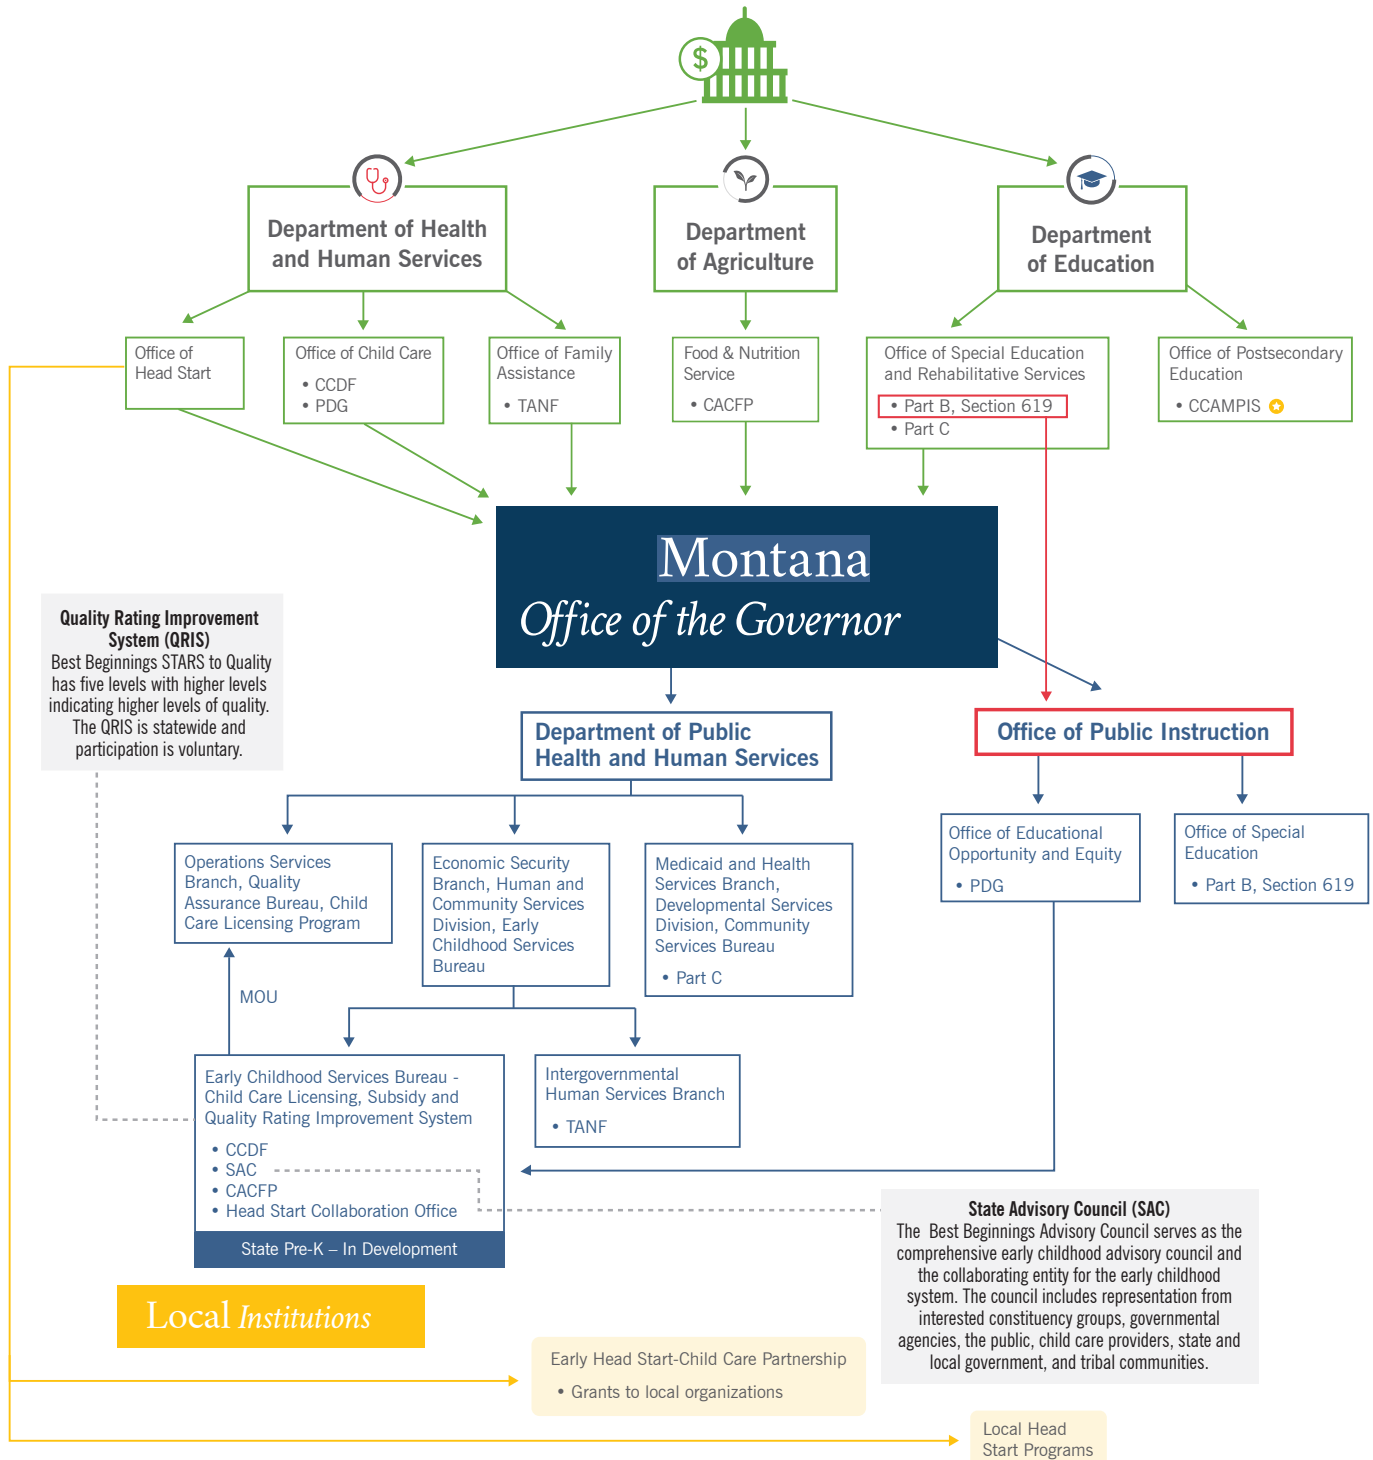 $
Department of Health
and Human Services
Department
of Agriculture
Department
of Education
Office of
Head Start
Office of Child Care
• CCDF
• PDG
Office of Family
Assistance
• TANF
Food & Nutrition
Service
• CACFP
Office of Special Education
and Rehabilitative Services
• Part B, Section 619
• Part C
Office of Postsecondary
Education
• CCAMPIS
Montana
Office of the Governor
Quality Rating Improvement
System (QRIS)
Best Beginnings STARS to Quality
has five levels with higher levels
indicating higher levels of quality.
The QRIS is statewide and
participation is voluntary.
Department of Public
Health and Human Services
Office of Public Instruction
Operations Services
Branch, Quality
Assurance Bureau, Child
Care Licensing Program
Economic Security
Branch, Human and
Community Services
Division, Early
Childhood Services
Bureau
Medicaid and Health
Services Branch,
Developmental Services
Division, Community
Services Bureau
• Part C
Office of Educational
Opportunity and Equity
• PDG
Office of Special
Education
• Part B, Section 619
MOU
Early Childhood Services Bureau -
Child Care Licensing, Subsidy and
Quality Rating Improvement System
• CCDF
• SAC
• CACFP
• Head Start Collaboration Office
State Pre-K – In Development
Intergovernmental
Human Services Branch
• TANF
State Advisory Council (SAC)
The Best Beginnings Advisory Council serves as the
comprehensive early childhood advisory council and
the collaborating entity for the early childhood
system. The council includes representation from
interested constituency groups, governmental
agencies, the public, child care providers, state and
local government, and tribal communities.
Local Institutions
Early Head Start-Child Care Partnership
• Grants to local organizations
Local Head
Start Programs